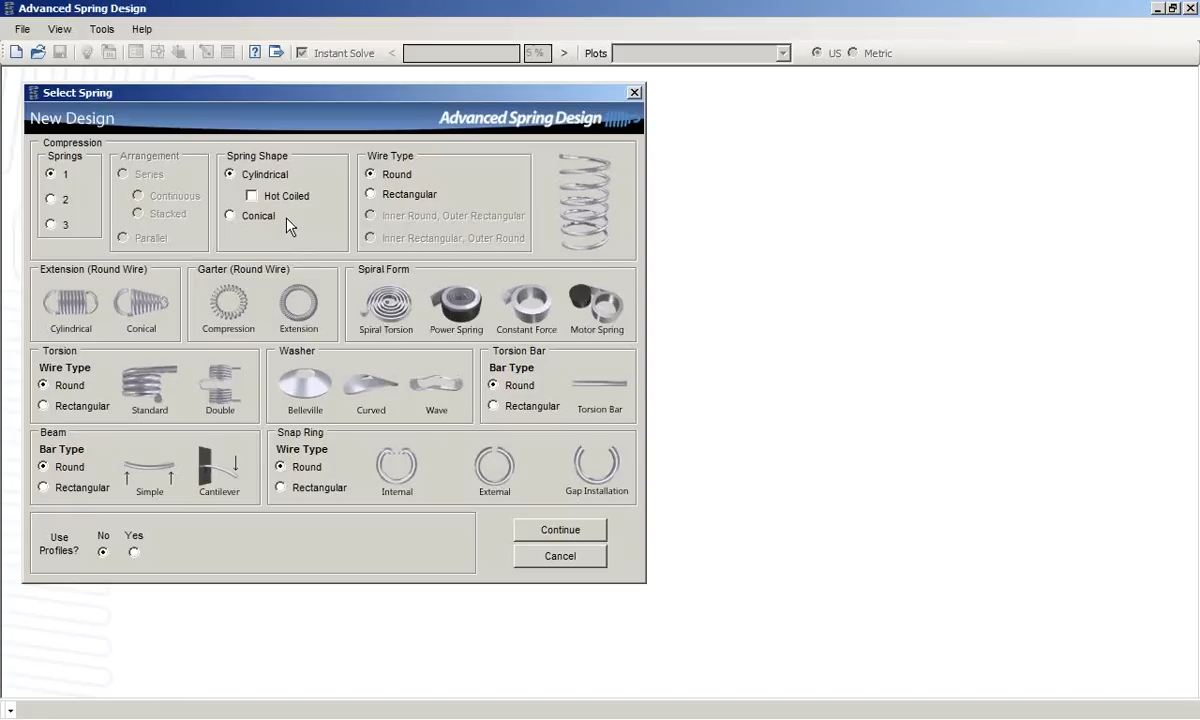 Advanced Spring Design
File View Tools Help
Instant Solve < 5 % > Plots US Metric
Select Spring
New Design Advanced Spring Design
Compression
Springs Arrangement Spring Shape Wire Type
1 Series Cylindrical Round
2 Continuous Hot Coiled Rectangular
Stacked Conical Inner Round, Outer Rectangular
3 Parallel Inner Rectangular, Outer Round
Extension (Round Wire) Garter (Round Wire) Spiral Form
Cylindrical Conical Compression Extension Spiral Torsion Power Spring Constant Force Motor Spring
Torsion Washer Torsion Bar
Wire Type Bar Type
Round Round
Rectangular Standard Double Belleville Curved Wave Rectangular Torsion Bar
Beam Snap Ring
Bar Type Wire Type
Round Round
Rectangular Simple Cantilever Rectangular Internal External Gap Installation
Use Profiles? No Yes Continue
Cancel